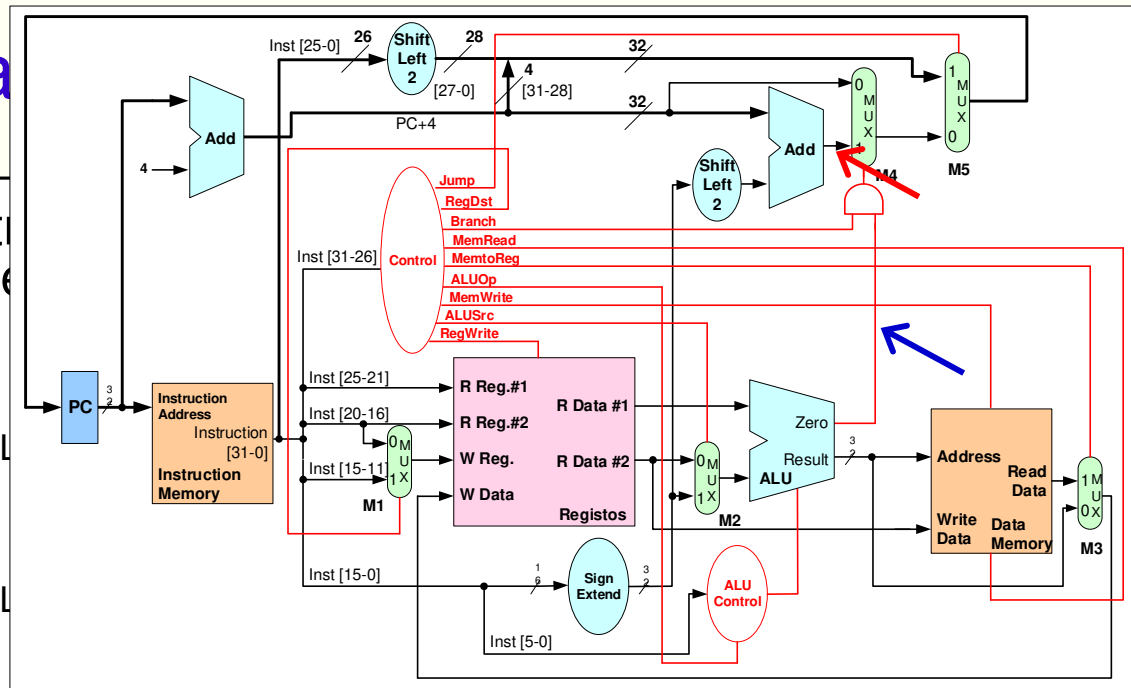 Inst [25-0]
26
Shift
Left
2
28
[27-0]
4
[31-28]
32
1
M
U
X
0
M5
Add
4
PC+4
32
Add
0
M
U
X
1
M4
Shift
Left
2
Jump
RegDst
Branch
MemRead
MemtoReg
ALUOp
MemWrite
ALUSrc
RegWrite
Control
Inst [31-26]
PC
32
Instruction
Address
Instruction
[31-0]
Instruction
Memory
Inst [25-21]
Inst [20-16]
Inst [15-11]
0
M
U
X
1
M1
R Reg.#1
R Reg.#2
W Reg.
W Data
R Data #1
R Data #2
Registos
0
M
U
X
1
M2
Zero
Result
ALU
32
Address
Read
Data
Write
Data
Data
Memory
1
M
U
X
0
M3
Inst [15-0]
16
Sign
Extend
32
Inst [5-0]
ALU
Control